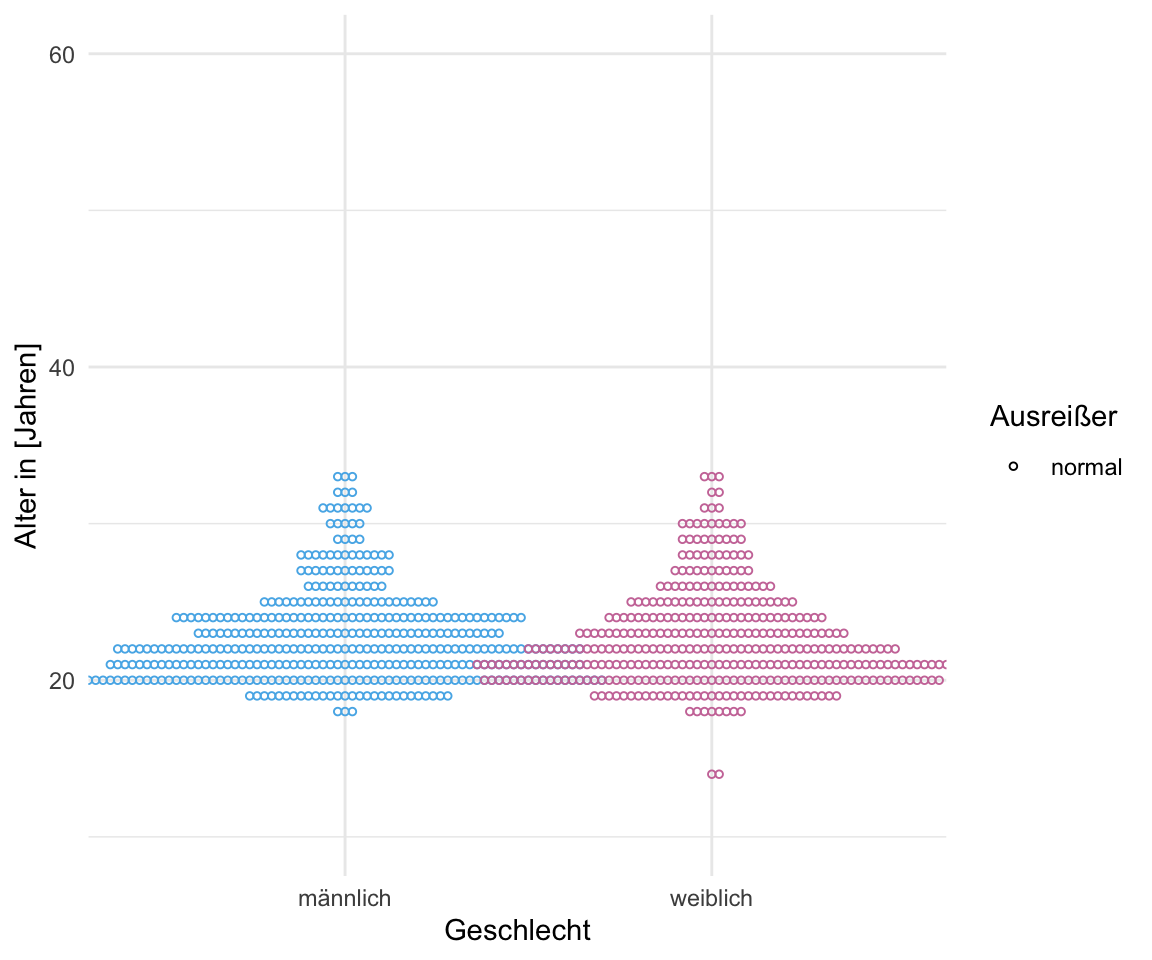 60
40
20
Alter in [Jahren]
männlich
weiblich
Geschlecht
Ausreißer
normal